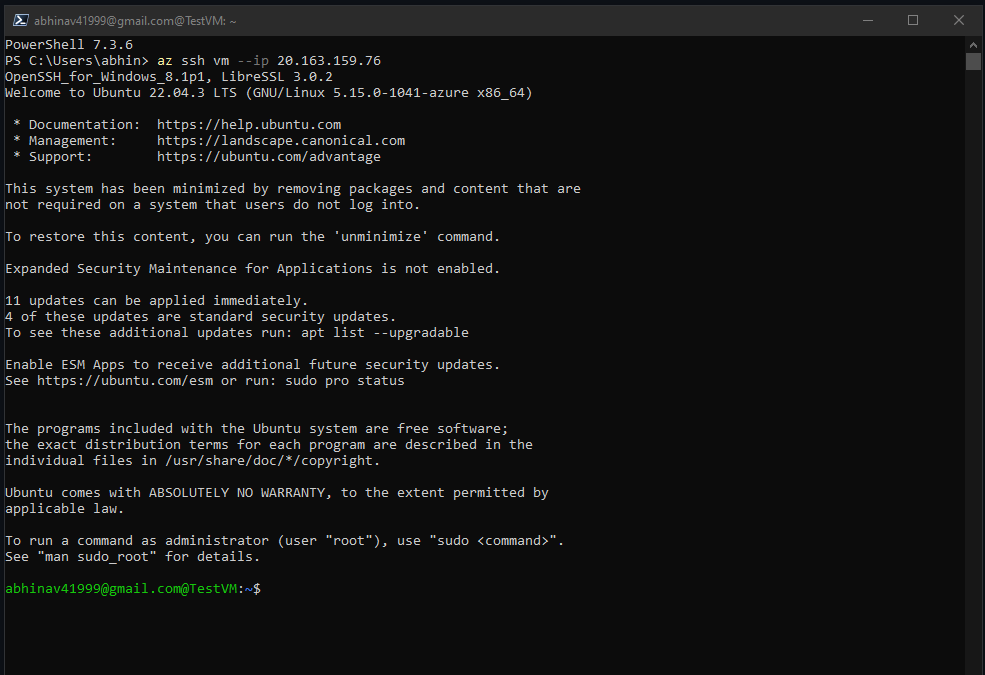 abhinav41999@gmail.com@TestVM: ~
PowerShell 7.3.6
PS C:\Users\abhin> az ssh vm --ip 20.163.159.76
OpenSSH_for_Windows_8.1p1, LibreSSL 3.0.2
Welcome to Ubuntu 22.04.3 LTS (GNU/Linux 5.15.0-1041-azure x86_64)
* Documentation:  https://help.ubuntu.com
* Management:     https://landscape.canonical.com
* Support:        https://ubuntu.com/advantage
This system has been minimized by removing packages and content that are
not required on a system that users do not log into.
To restore this content, you can run the 'unminimize' command.
Expanded Security Maintenance for Applications is not enabled.
11 updates can be applied immediately.
4 of these updates are standard security updates.
To see these additional updates run: apt list --upgradable
Enable ESM Apps to receive additional future security updates.
See https://ubuntu.com/esm or run: sudo pro status
The programs included with the Ubuntu system are free software;
the exact distribution terms for each program are described in the
individual files in /usr/share/doc/*/copyright.
Ubuntu comes with ABSOLUTELY NO WARRANTY, to the extent permitted by
applicable law.
To run a command as administrator (user "root"), use "sudo <command>".
See "man sudo_root" for details.
abhinav41999@gmail.com@TestVM:~$